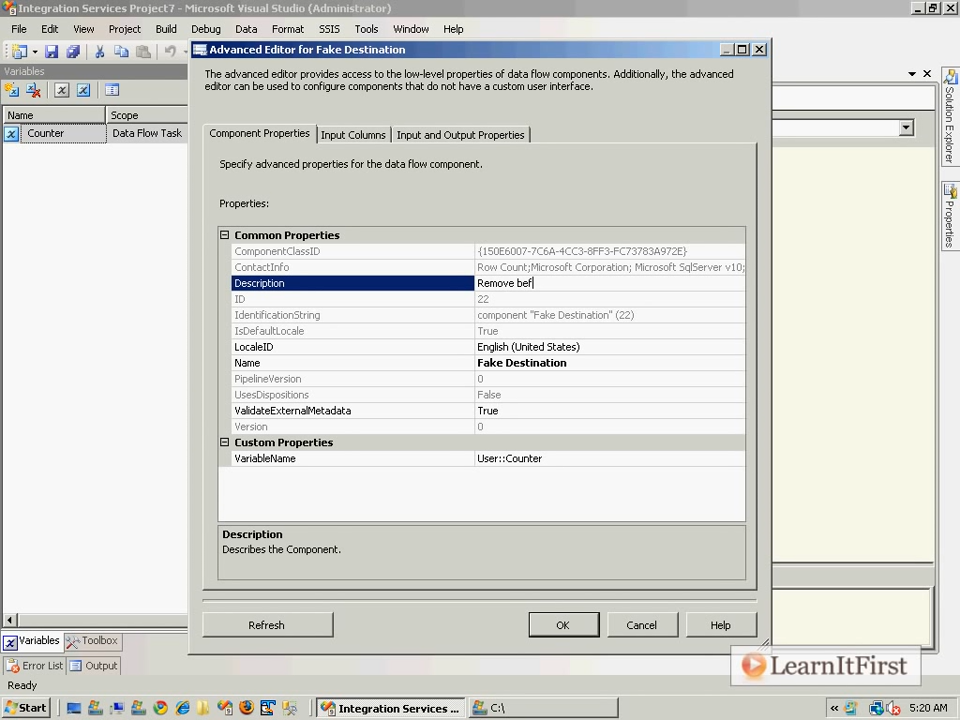 Integration Services Project7 - Microsoft Visual Studio (Administrator)
File Edit View Project Build Debug Data Format SSIS Tools Window Help
Variables
Name Scope
Counter Data Flow Task
Advanced Editor for Fake Destination
The advanced editor provides access to the low-level properties of data flow components. Additionally, the advanced
editor can be used to configure components that do not have a custom user interface.
Component Properties Input Columns Input and Output Properties
Specify advanced properties for the data flow component.
Properties:
Common Properties
ComponentClassID {150E6007-7C6A-4CC3-8FF3-FC73783A972E}
ContactInfo Row Count;Microsoft Corporation; Microsoft SqlServer v10;
Description Remove bef
ID 22
IdentificationString component "Fake Destination" (22)
IsDefaultLocale True
LocaleID English (United States)
Name Fake Destination
PipelineVersion 0
UsesDispositions False
ValidateExternalMetadata True
Version 0
Custom Properties
VariableName User::Counter
Description
Describes the Component.
Refresh OK Cancel Help
Solution Explorer
Properties
Variables Toolbox
Error List Output
Ready
LearnItFirst
Start Integration Services ... C:\ « 5:20 AM